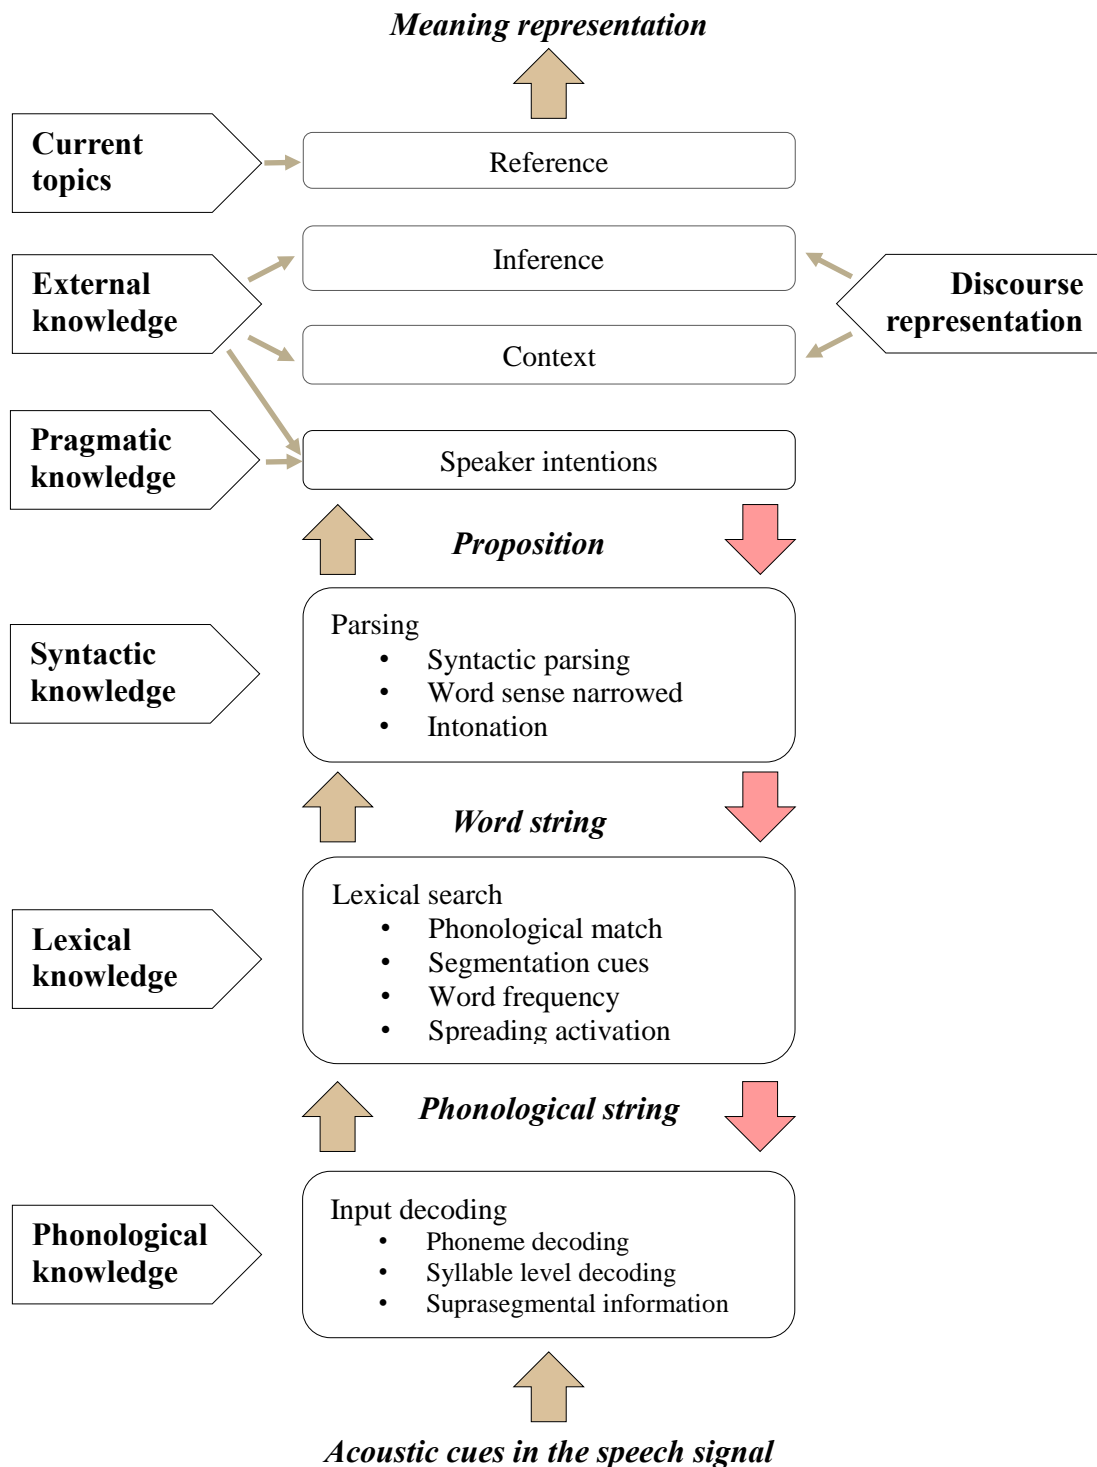 Meaning representation
Current
topics
Reference
External
knowledge
Inference
Discourse
representation
Context
Pragmatic
knowledge
Speaker intentions
Proposition
Syntactic
knowledge
Parsing
• Syntactic parsing
• Word sense narrowed
• Intonation
Word string
Lexical
knowledge
Lexical search
• Phonological match
• Segmentation cues
• Word frequency
• Spreading activation
Phonological string
Phonological
knowledge
Input decoding
• Phoneme decoding
• Syllable level decoding
• Suprasegmental information
Acoustic cues in the speech signal